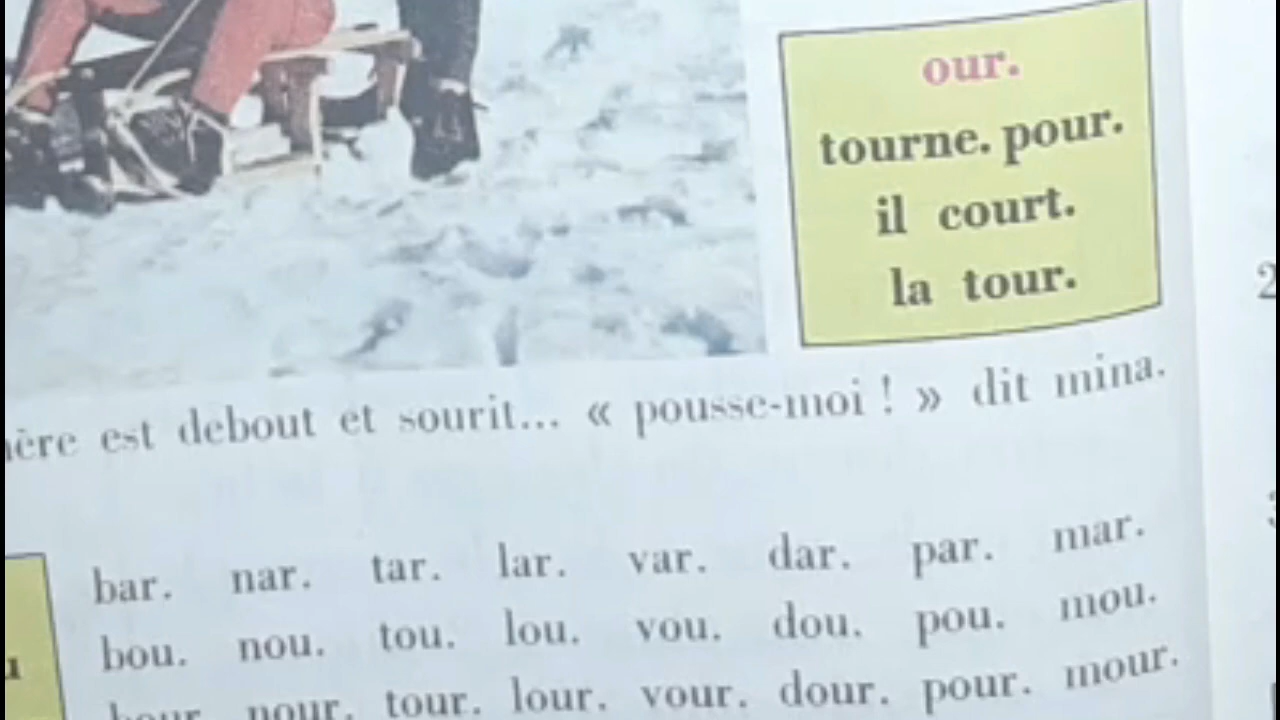 our.
tourne. pour.
il court.
la tour.
est debout et sourit... « pousse-moi ! » dit mina.
bar. nar. tar. lar. var. dar. par. mar.
bou. nou. tou. lou. vou. dou. pou. mou.
tour. lour. vour. dour. pour. mour.